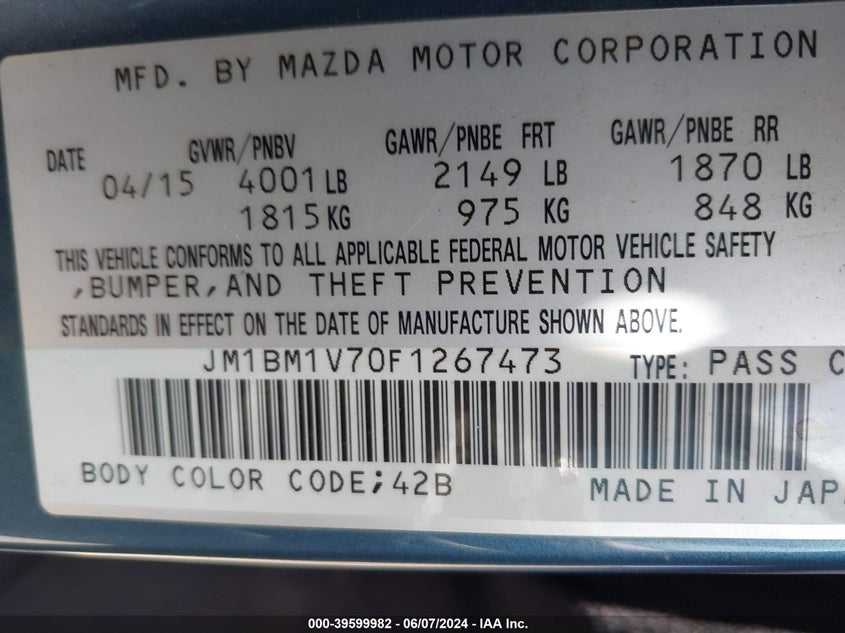 MFD. BY MAZDA MOTOR CORPORATION
DATE GVWR/PNBV GAWR/PNBE FRT GAWR/PNBE RR
04/15 4001 LB 2149 LB 1870 LB
1815 KG 975 KG 848 KG
THIS VEHICLE CONFORMS TO ALL APPLICABLE FEDERAL MOTOR VEHICLE SAFETY
,BUMPER,AND THEFT PREVENTION
STANDARDS IN EFFECT ON THE DATE OF MANUFACTURE SHOWN ABOVE.
JM1BM1V70F1267473 TYPE: PASS C
BODY COLOR CODE;42B MADE IN JAP
000-39599982 - 06/07/2024 - IAA Inc.